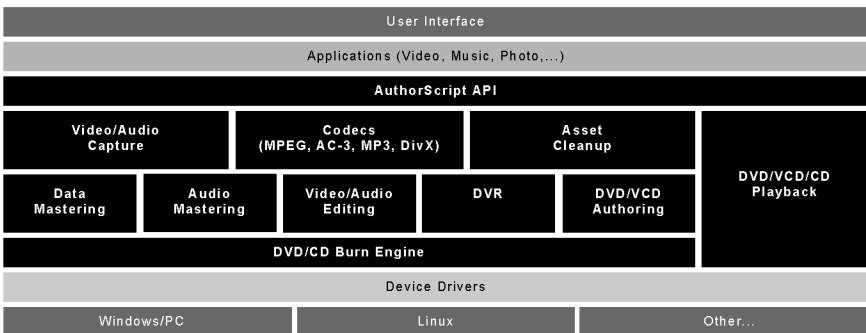 User Interface
Applications (Video, Music, Photo,...)
AuthorScript API
Video/Audio
Capture
Codecs
(MPEG, AC-3, MP3, DivX)
Asset
Cleanup
DVD/VCD/CD
Playback
Data
Mastering
Audio
Mastering
Video/Audio
Editing
DVR
DVD/VCD
Authoring
DVD/CD Burn Engine
Device Drivers
Windows/PC
Linux
Other...